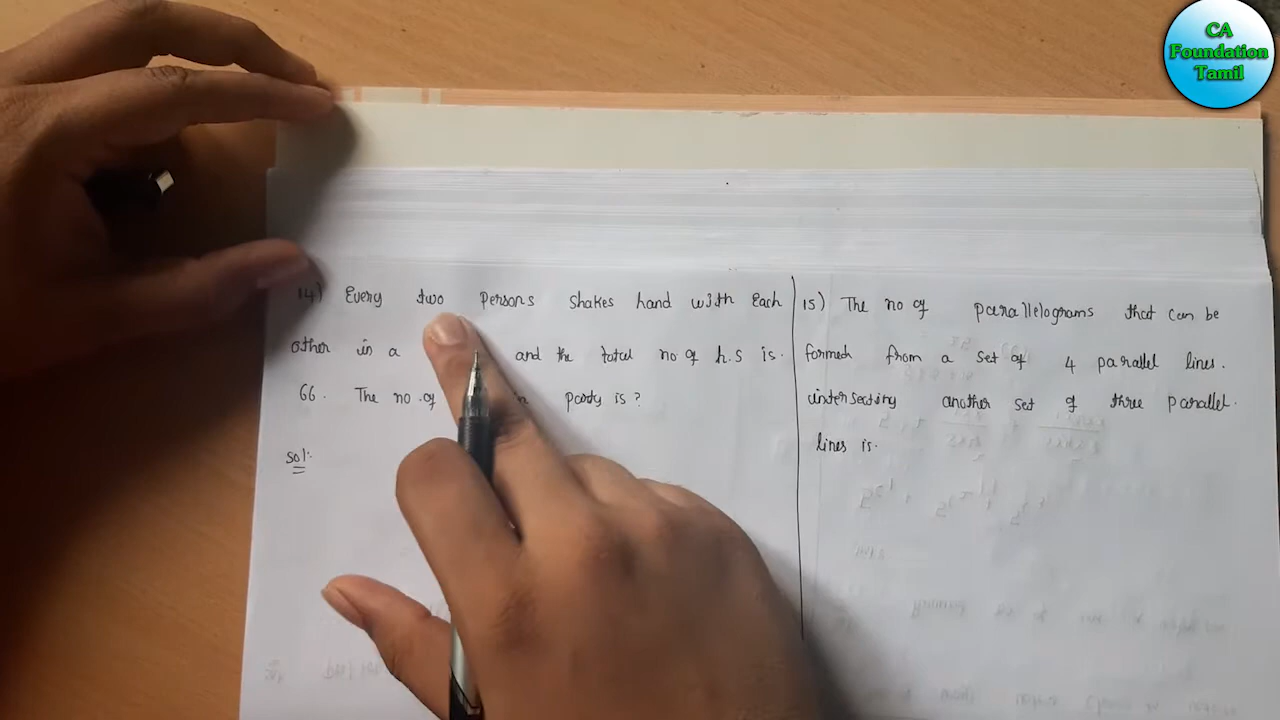 CA
Foundation
Tamil
14) Every two persons shakes hand with Each
other in a and the total no of h.s is.
66. The no. of in party is?
sol:
15) The no of parallelograms that can be
formed from a set of 4 parallel lines.
intersecting another set of three parallel.
lines is.